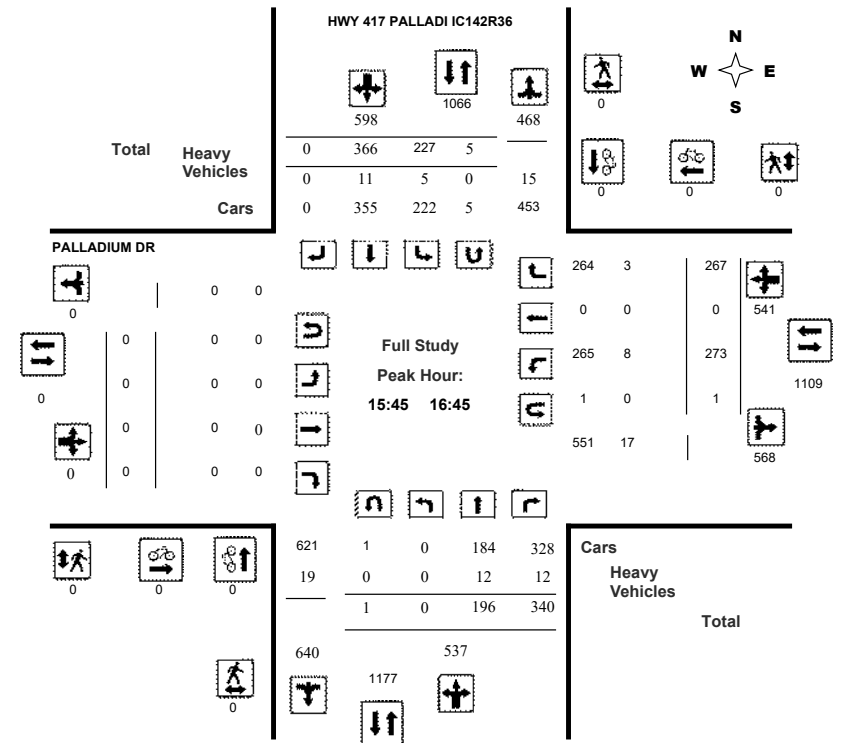 HWY 417 PALLADI IC142R36
N
W E
S
1066
598 468
0
Total 0 366 227 5
Heavy Vehicles 0 11 5 0 15
Cars 0 355 222 5 453
0 0 0
PALLADIUM DR
0 0 0
264 3 267
541
0 0 0 0 0 0
Full Study
0
0 0 0 265 8 273
Peak Hour:
1109
15:45 16:45
1 0 1
0 0 0 0
551 17
568
0 0 0
621 1 0 184 328 Cars
19 0 0 12 12 Heavy Vehicles
0 0 0
1 0 196 340 Total
640 537
1177
0